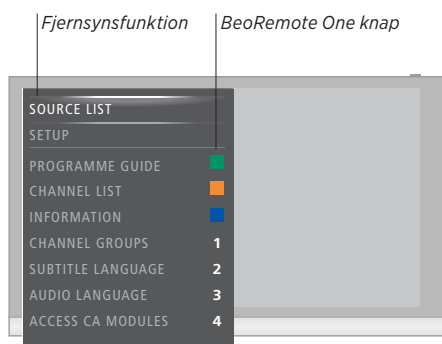 Fjernsynsfunktion BeoRemote One knap
SOURCE LIST
SETUP
PROGRAMME GUIDE
CHANNEL LIST
INFORMATION
CHANNEL GROUPS 1
SUBTITLE LANGUAGE 2
AUDIO LANGUAGE 3
ACCESS CA MODULES 4